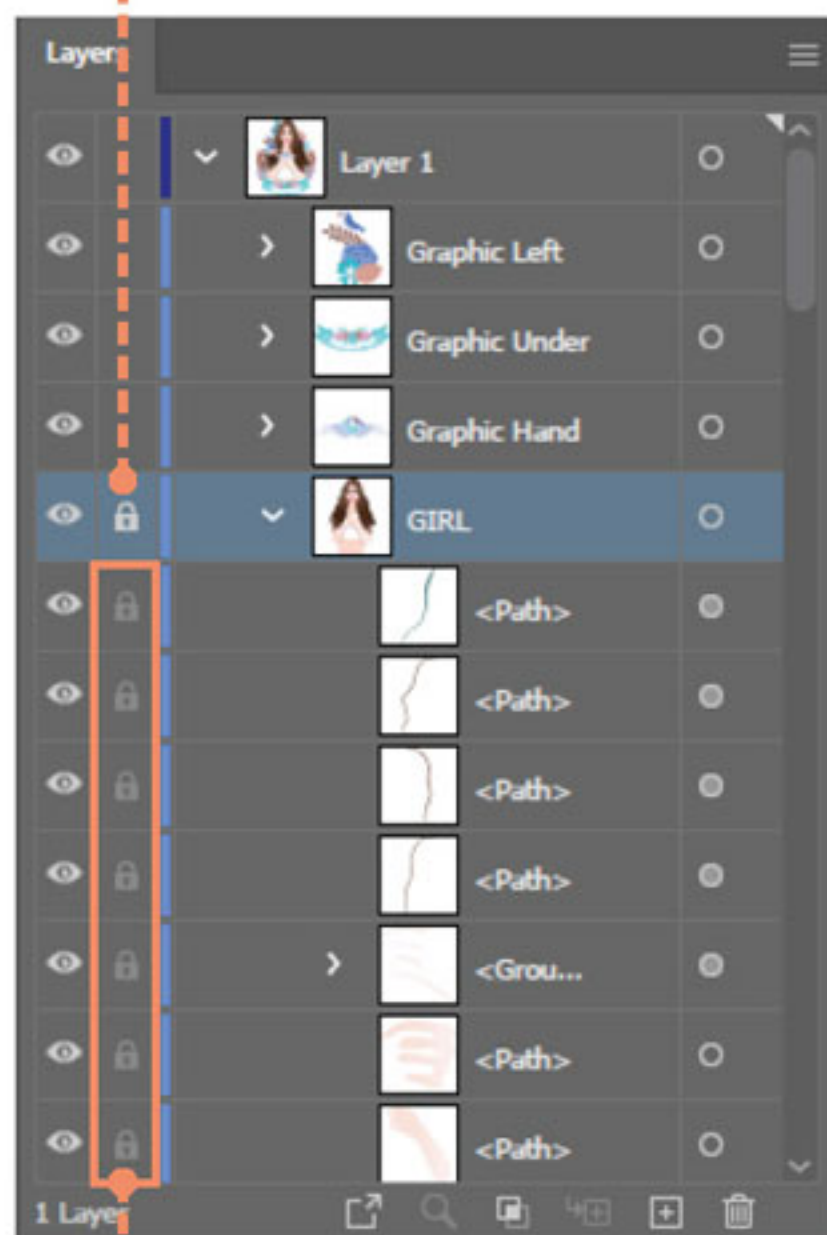 Layers
Layer 1
Graphic Left
Graphic Under
Graphic Hand
GIRL
<Path>
<Path>
<Path>
<Path>
<Grou...
<Path>
<Path>
1 Layer